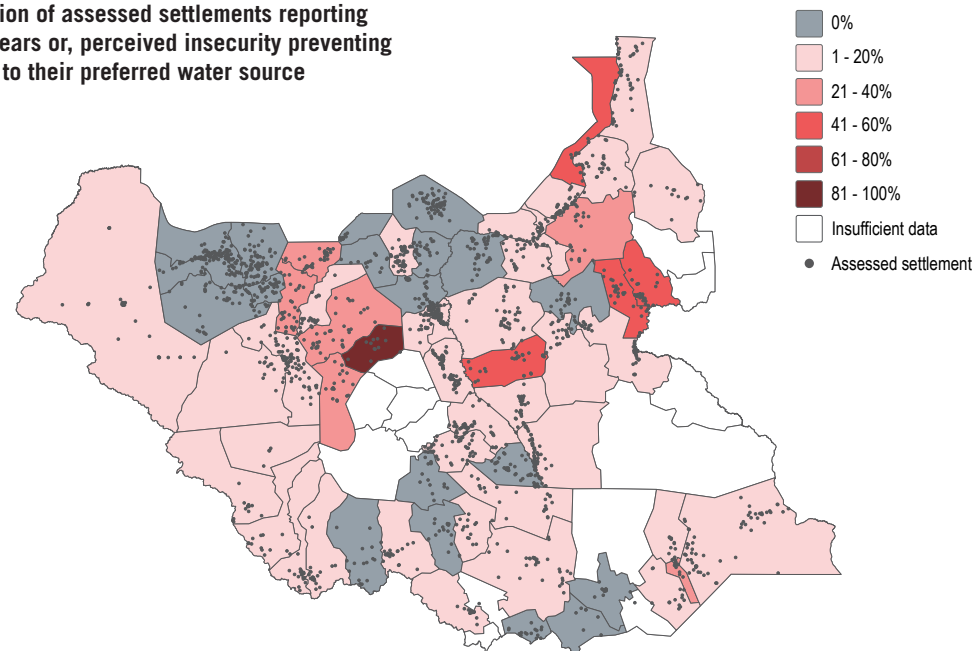 ion of assessed settlements reporting
ears or, perceived insecurity preventing
to their preferred water source
0%
1 - 20%
21 - 40%
41 - 60%
61 - 80%
81 - 100%
Insufficient data
Assessed settlement